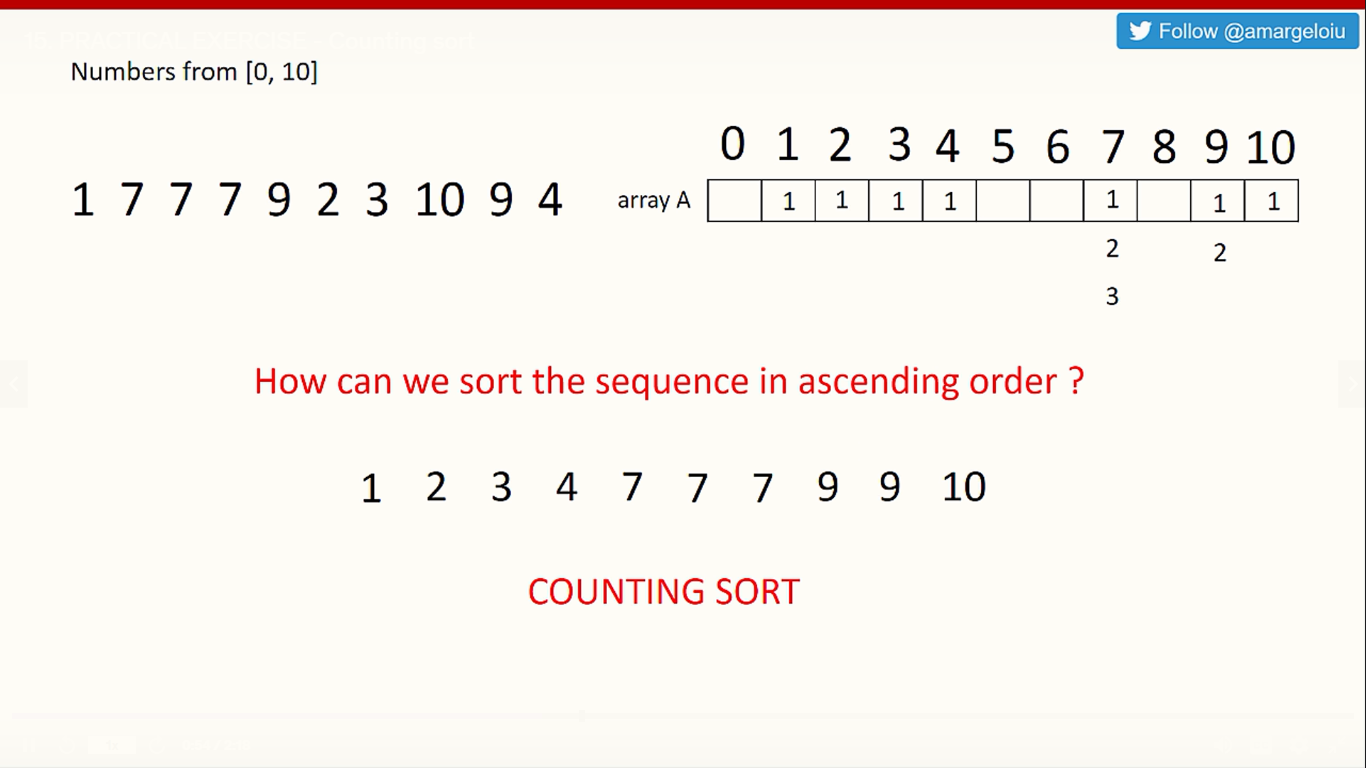 Follow @amargeloiu
16. PRACTICAL EXERCISE - Counting sort
Numbers from [0, 10]
0 1 2 3 4 5 6 7 8 9 10
1 7 7 7 9 2 3 10 9 4
array A 1 1 1 1 1 1 1
2 2
3
How can we sort the sequence in ascending order ?
1 2 3 4 7 7 7 9 9 10
COUNTING SORT